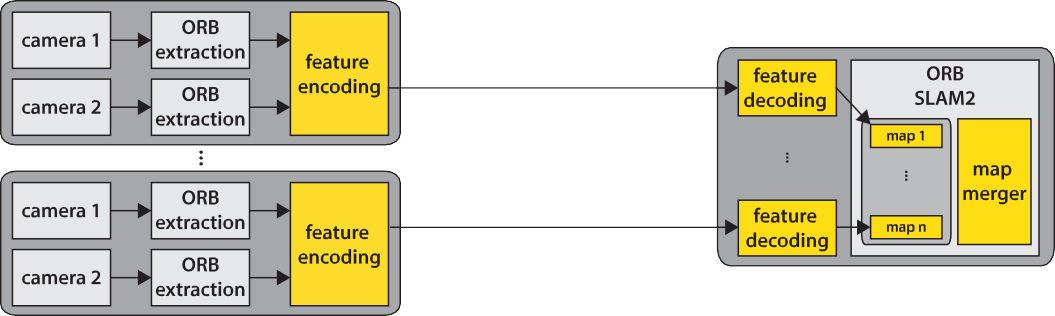 camera 1
ORB
extraction
camera 2
ORB
extraction
feature
encoding
...
camera 1
ORB
extraction
camera 2
ORB
extraction
feature
encoding
feature
decoding
...
feature
decoding
ORB
SLAM2
map 1
...
map n
map
merger